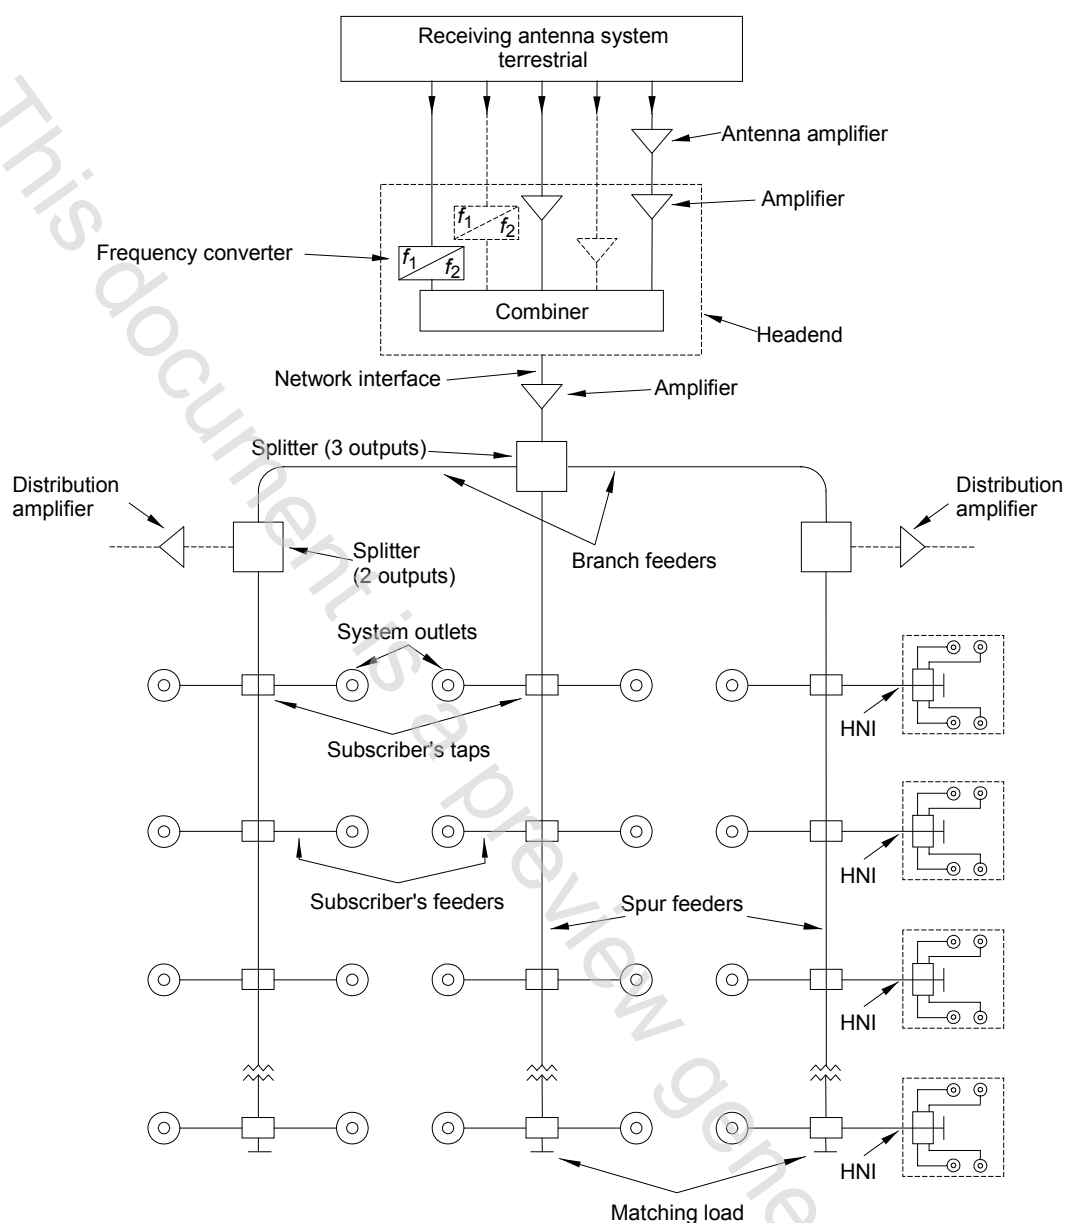 Receiving antenna system
terrestrial
Antenna amplifier
Amplifier
f1
f2
Frequency converter
f1
f2
Combiner
Headend
Network interface
Amplifier
Splitter (3 outputs)
Distribution
amplifier
Distribution
amplifier
Splitter
(2 outputs)
Branch feeders
System outlets
HNI
Subscriber's taps
HNI
Subscriber's feeders
Spur feeders
HNI
HNI
Matching load
This document is a preview gene